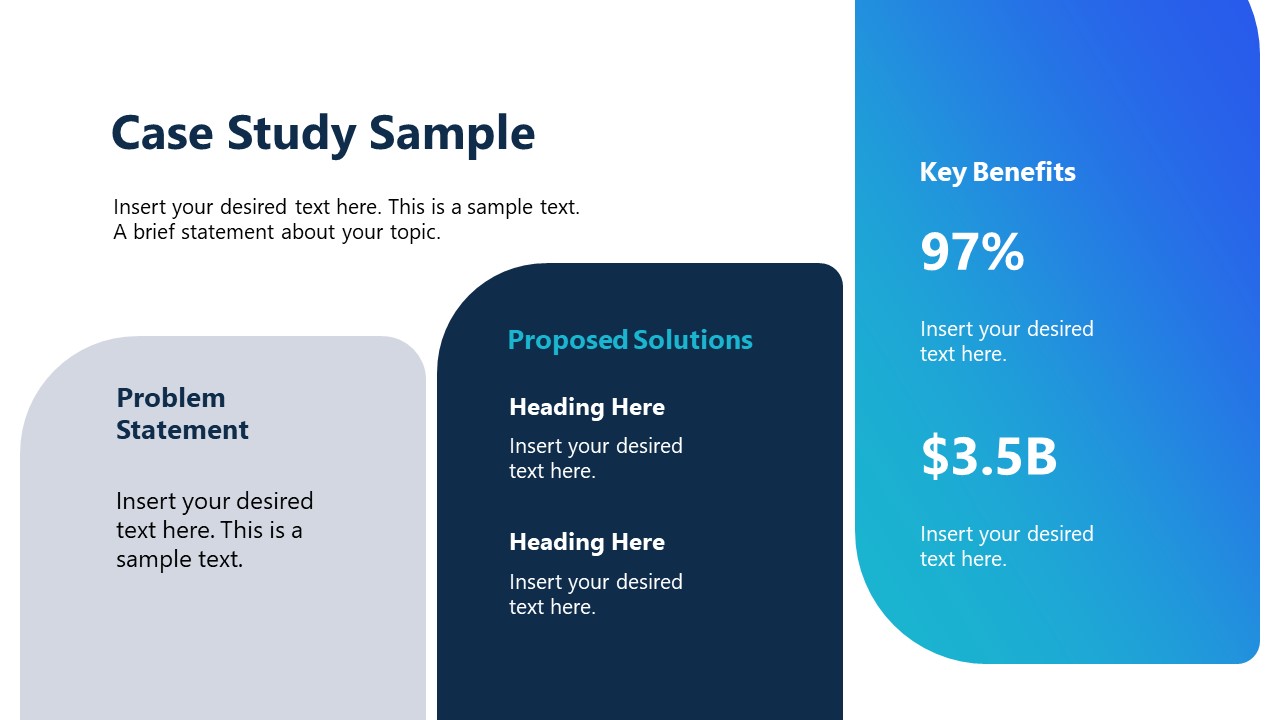 Case Study Sample
Insert your desired text here. This is a sample text.
A brief statement about your topic.
Problem
Statement
Insert your desired
text here. This is a
sample text.
Proposed Solutions
Heading Here
Insert your desired
text here.
Heading Here
Insert your desired
text here.
Key Benefits
97%
Insert your desired
text here.
$3.5B
Insert your desired
text here.